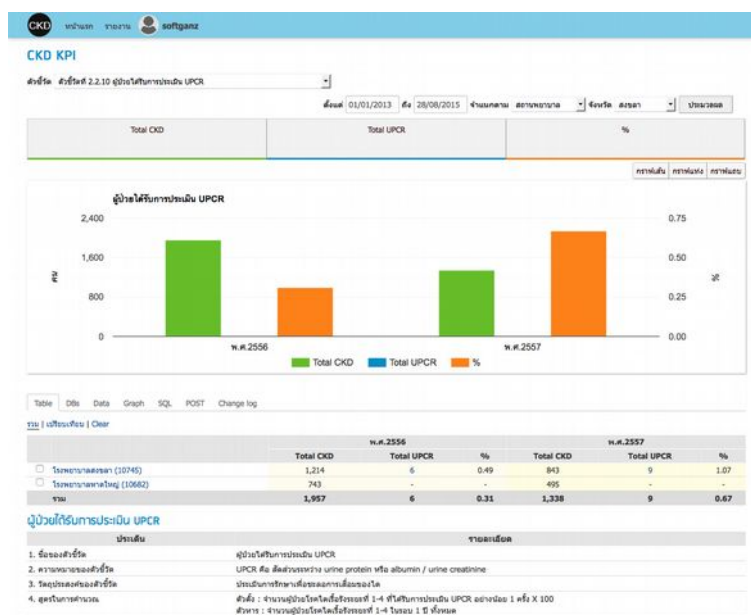 CKD หน้าแรก รายงาน softganz
CKD KPI
ตัวชี้วัด ตัวชี้วัดที่ 2.2.10 ผู้ป่วยได้รับการประเมิน UPCR
ตั้งแต่ 01/01/2013 ถึง 28/08/2015 จำแนกตาม สถานพยาบาล จังหวัด สงขลา ประมวลผล
Total CKD Total UPCR %
กราฟเส้น กราฟแท่ง กราฟแถบ
ผู้ป่วยได้รับการประเมิน UPCR
2,400 0.75
1,600 0.50
คน %
800 0.25
0 0.00
พ.ศ.2556 พ.ศ.2557
Total CKD Total UPCR %
Table DBs Data Graph SQL POST Change log
รวม | เปรียบเทียบ | Clear
พ.ศ.2556 พ.ศ.2557
Total CKD Total UPCR % Total CKD Total UPCR %
โรงพยาบาลสงขลา (10745) 1,214 6 0.49 843 9 1.07
โรงพยาบาลหาดใหญ่ (10682) 743 - - 495 - -
รวม 1,957 6 0.31 1,338 9 0.67
ผู้ป่วยได้รับการประเมิน UPCR
ประเด็น รายละเอียด
1. ชื่อของตัวชี้วัด ผู้ป่วยได้รับการประเมิน UPCR
2. ความหมายของตัวชี้วัด UPCR คือ สัดส่วนระหว่าง urine protein หรือ albumin / urine creatinine
3. วัตถุประสงค์ของตัวชี้วัด ประเมินการรักษาเพื่อชะลอการเสื่อมของไต
4. สูตรในการคำนวณ ตัวตั้ง : จำนวนผู้ป่วยโรคไตเรื้อรังระยะที่ 1-4 ที่ได้รับการประเมิน UPCR อย่างน้อย 1 ครั้ง X 100
ตัวหาร : จำนวนผู้ป่วยโรคไตเรื้อรังระยะที่ 1-4 ในรอบ 1 ปี ทั้งหมด